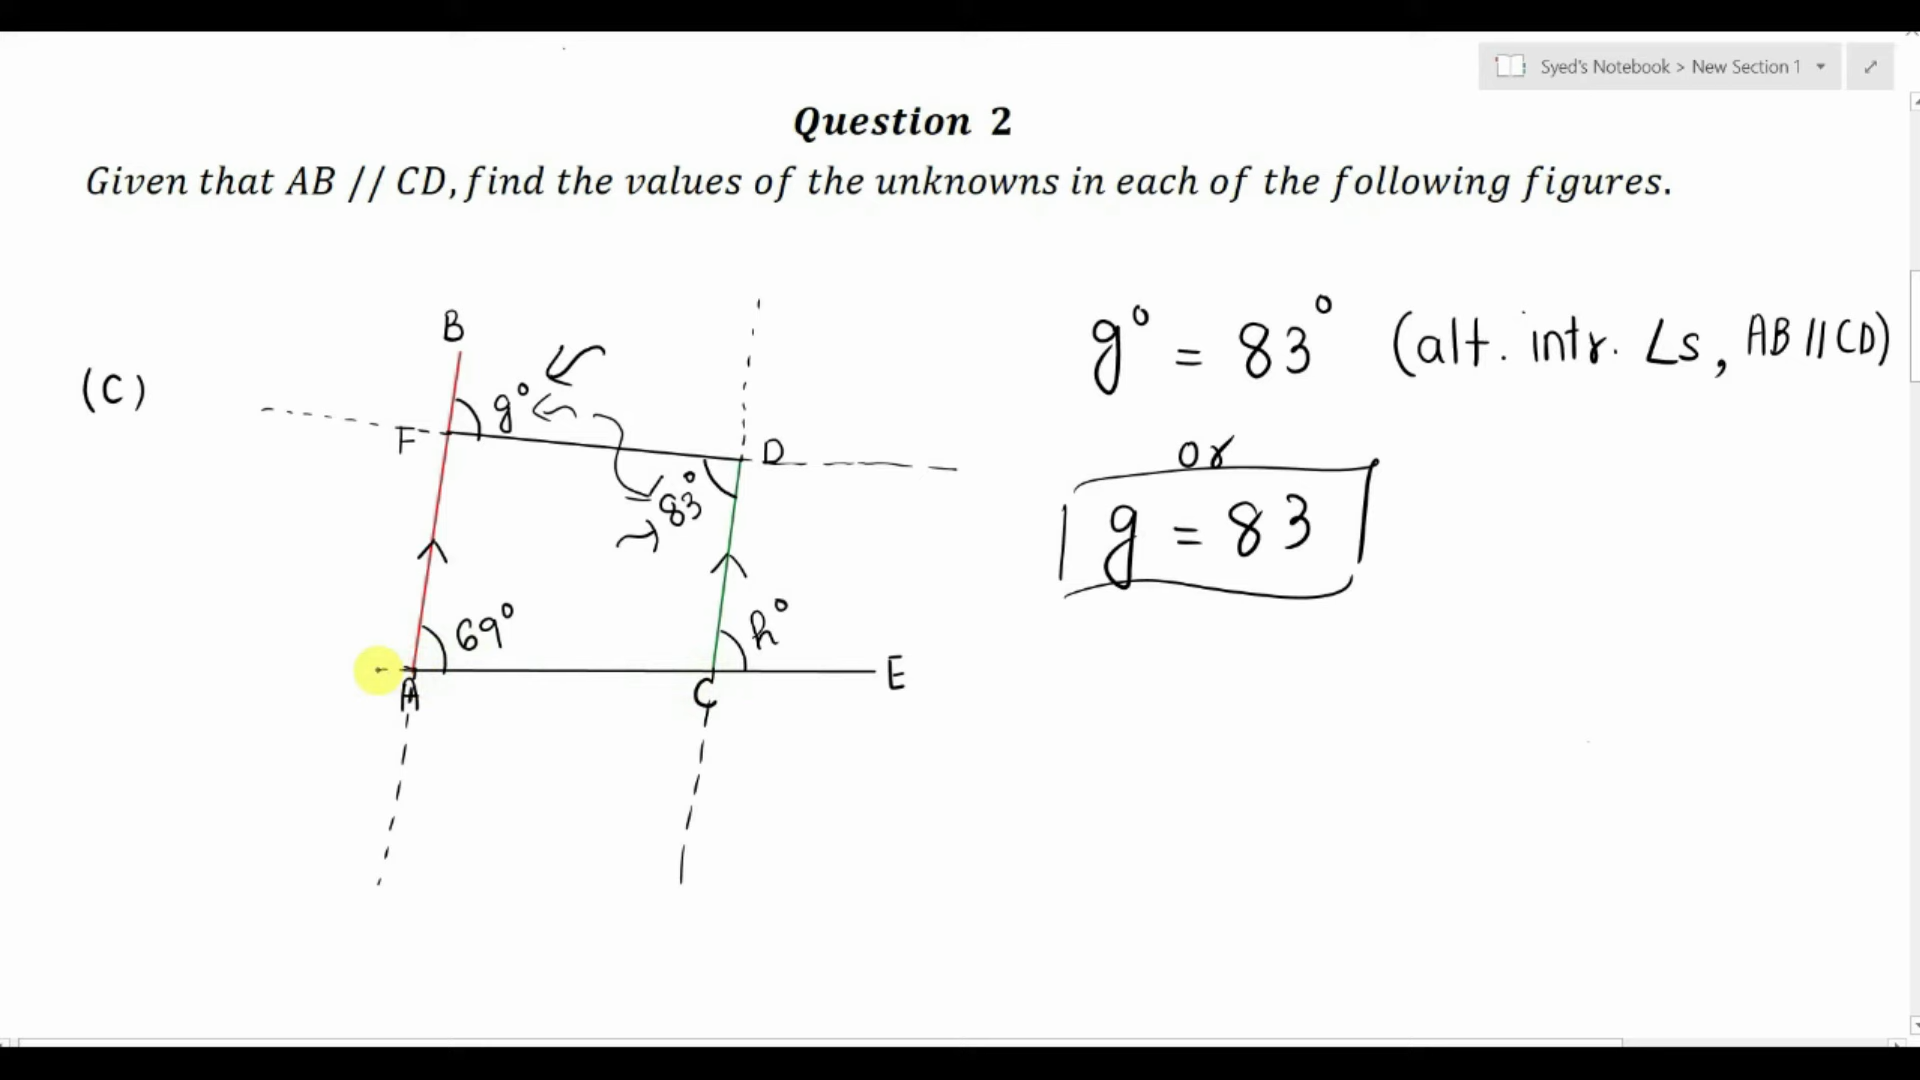 Syed's Notebook > New Section 1
Question 2
Given that AB // CD, find the values of the unknowns in each of the following figures.
(C)
B
g°
F
D
83°
69°
h°
A
C
E
g° = 83° (alt. intr. ∠s, AB // CD)
or
g = 83